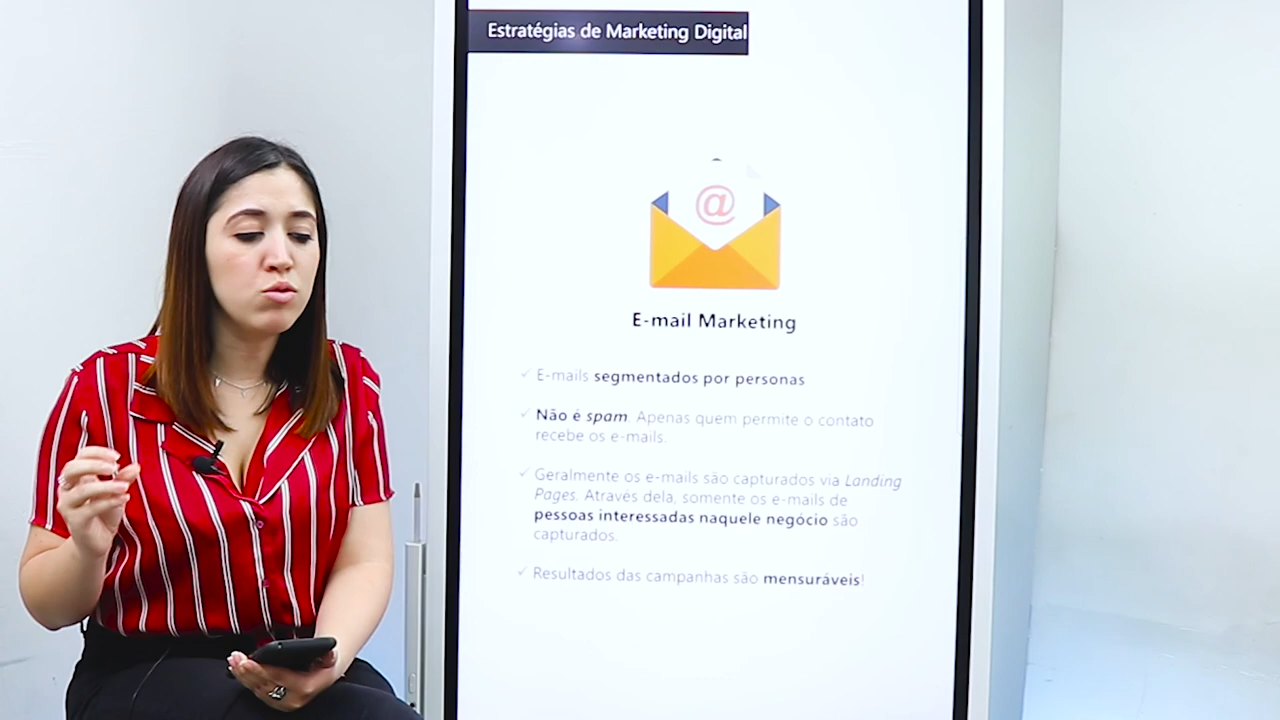 Estratégias de Marketing Digital
@
E-mail Marketing
✓ E-mails segmentados por personas
✓ Não é spam. Apenas quem permite o contato
recebe os e-mails.
✓ Geralmente os e-mails são capturados via Landing
Pages. Através dela, somente os e-mails de
pessoas interessadas naquele negócio são
capturados.
✓ Resultados das campanhas são mensuráveis!